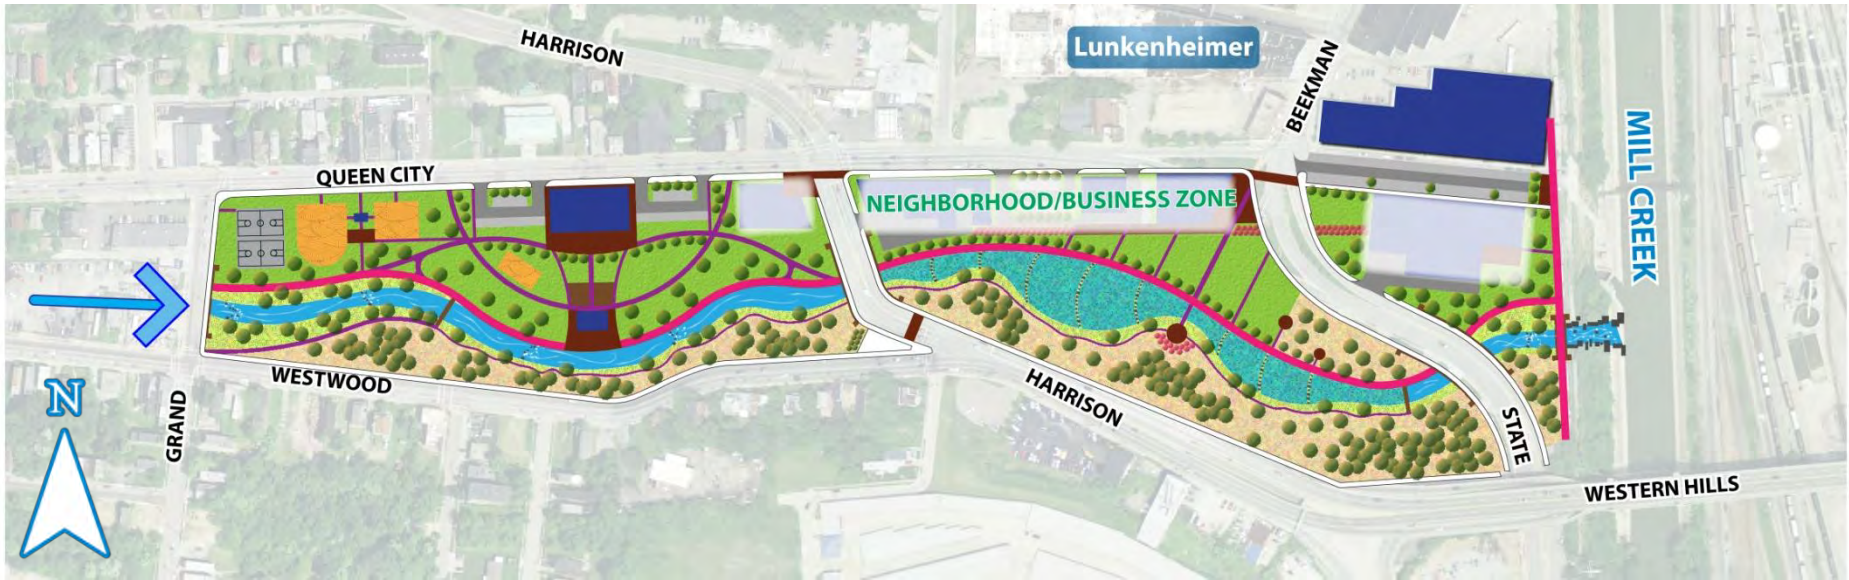 HARRISON
Lunkenheimer
BEEKMAN
MILL CREEK
QUEEN CITY
NEIGHBORHOOD/BUSINESS ZONE
N
GRAND
WESTWOOD
HARRISON
STATE
WESTERN HILLS